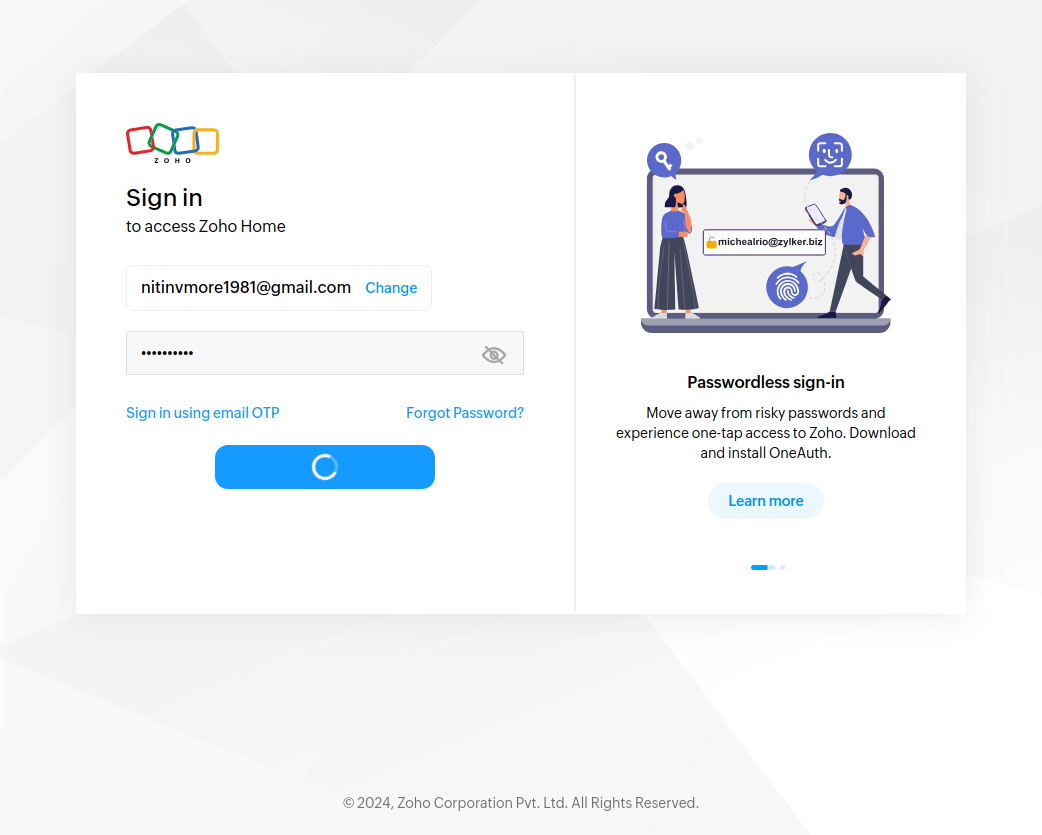 ZOHO
Sign in
to access Zoho Home
nitinvmore1981@gmail.com Change
••••••••••
Sign in using email OTP Forgot Password?
michealrio@zylker.biz
Passwordless sign-in
Move away from risky passwords and
experience one-tap access to Zoho. Download
and install OneAuth.
Learn more
© 2024, Zoho Corporation Pvt. Ltd. All Rights Reserved.